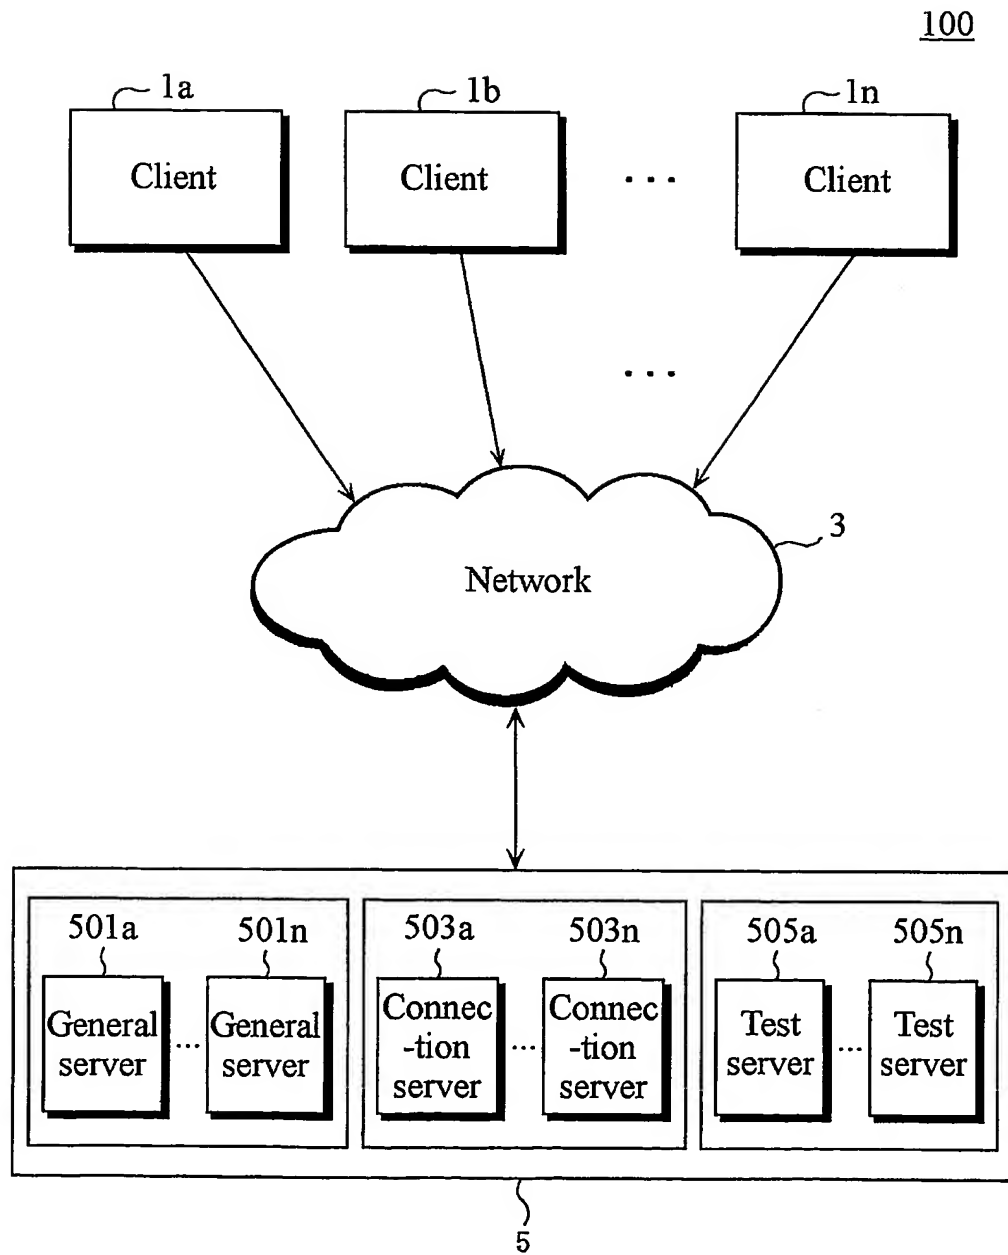 100
1a
1b
1n
Client
Client
...
Client
...
3
Network
501a
501n
503a
503n
505a
505n
General
server
...
General
server
Connec
-tion
server
...
Connec
-tion
server
Test
server
...
Test
server
5